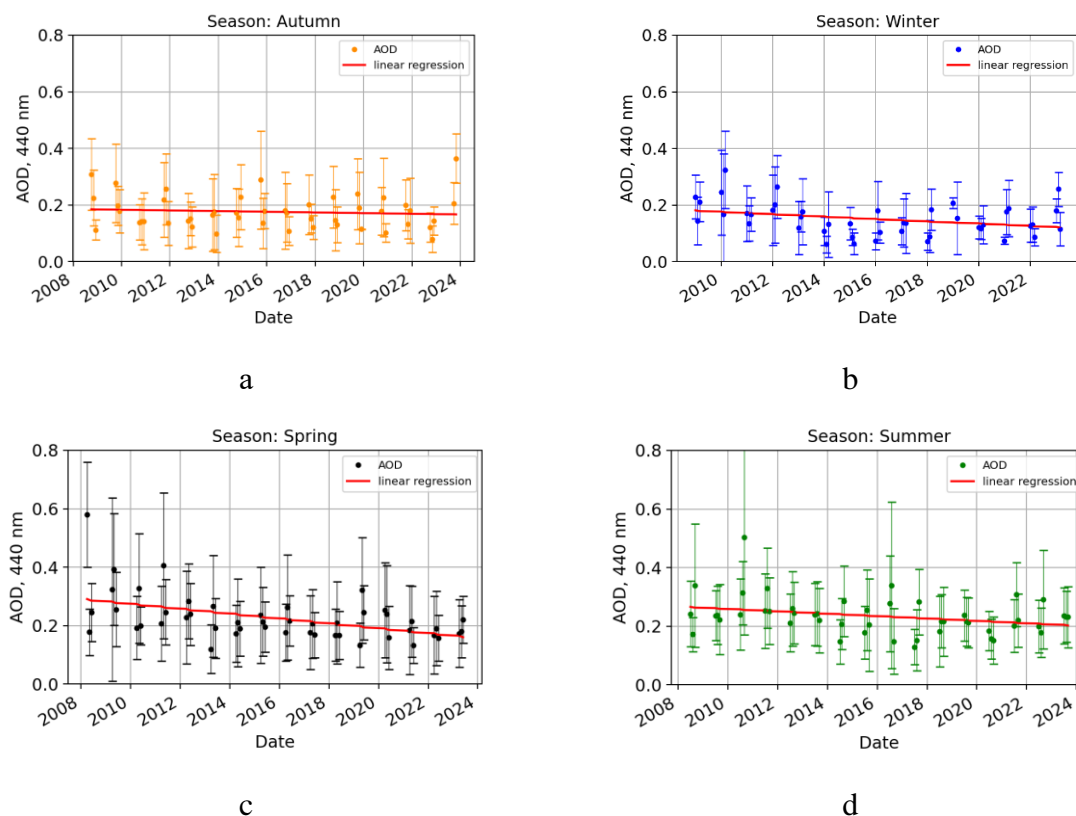 Season: Autumn
0.8
0.6
0.4
0.2
0.0
AOD, 440 nm
AOD
linear regression
2008
2010
2012
2014
2016
2018
2020
2022
2024
Date
a
Season: Winter
0.8
0.6
0.4
0.2
0.0
AOD, 440 nm
AOD
linear regression
2010
2012
2014
2016
2018
2020
2022
Date
b
Season: Spring
0.8
0.6
0.4
0.2
0.0
AOD, 440 nm
AOD
linear regression
2008
2010
2012
2014
2016
2018
2020
2022
2024
Date
c
Season: Summer
0.8
0.6
0.4
0.2
0.0
AOD, 440 nm
AOD
linear regression
2008
2010
2012
2014
2016
2018
2020
2022
2024
Date
d